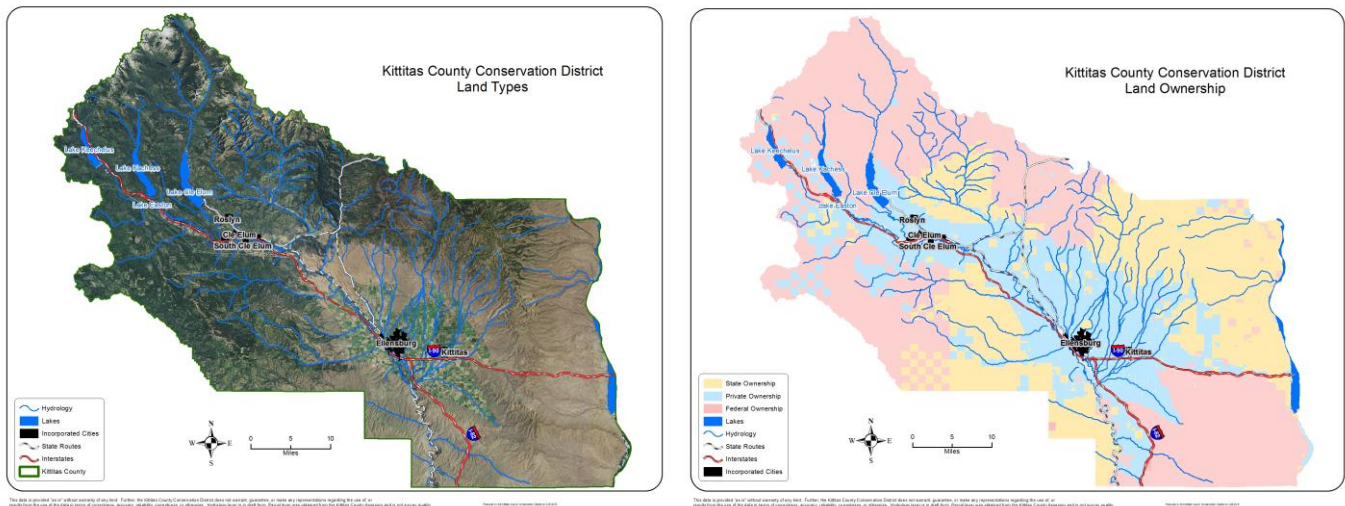 Kittitas County Conservation District
Land Types
Lake Keechelus
Lake Kachess
Lake Cle Elum
Lake Easton
Roslyn
Cle Elum
South Cle Elum
Ellensburg
Kittitas
Hydrology
Lakes
Incorporated Cities
State Routes
Interstates
Kittitas County
N
W
E
S
0 5 10
Miles
Kittitas County Conservation District
Land Ownership
Lake Keechelus
Lake Kachess
Lake Cle Elum
Lake Easton
Roslyn
Cle Elum
South Cle Elum
Ellensburg
Kittitas
State Ownership
Private Ownership
Federal Ownership
Lakes
Hydrology
State Routes
Interstates
Incorporated Cities
N
W
E
S
0 5 10
Miles